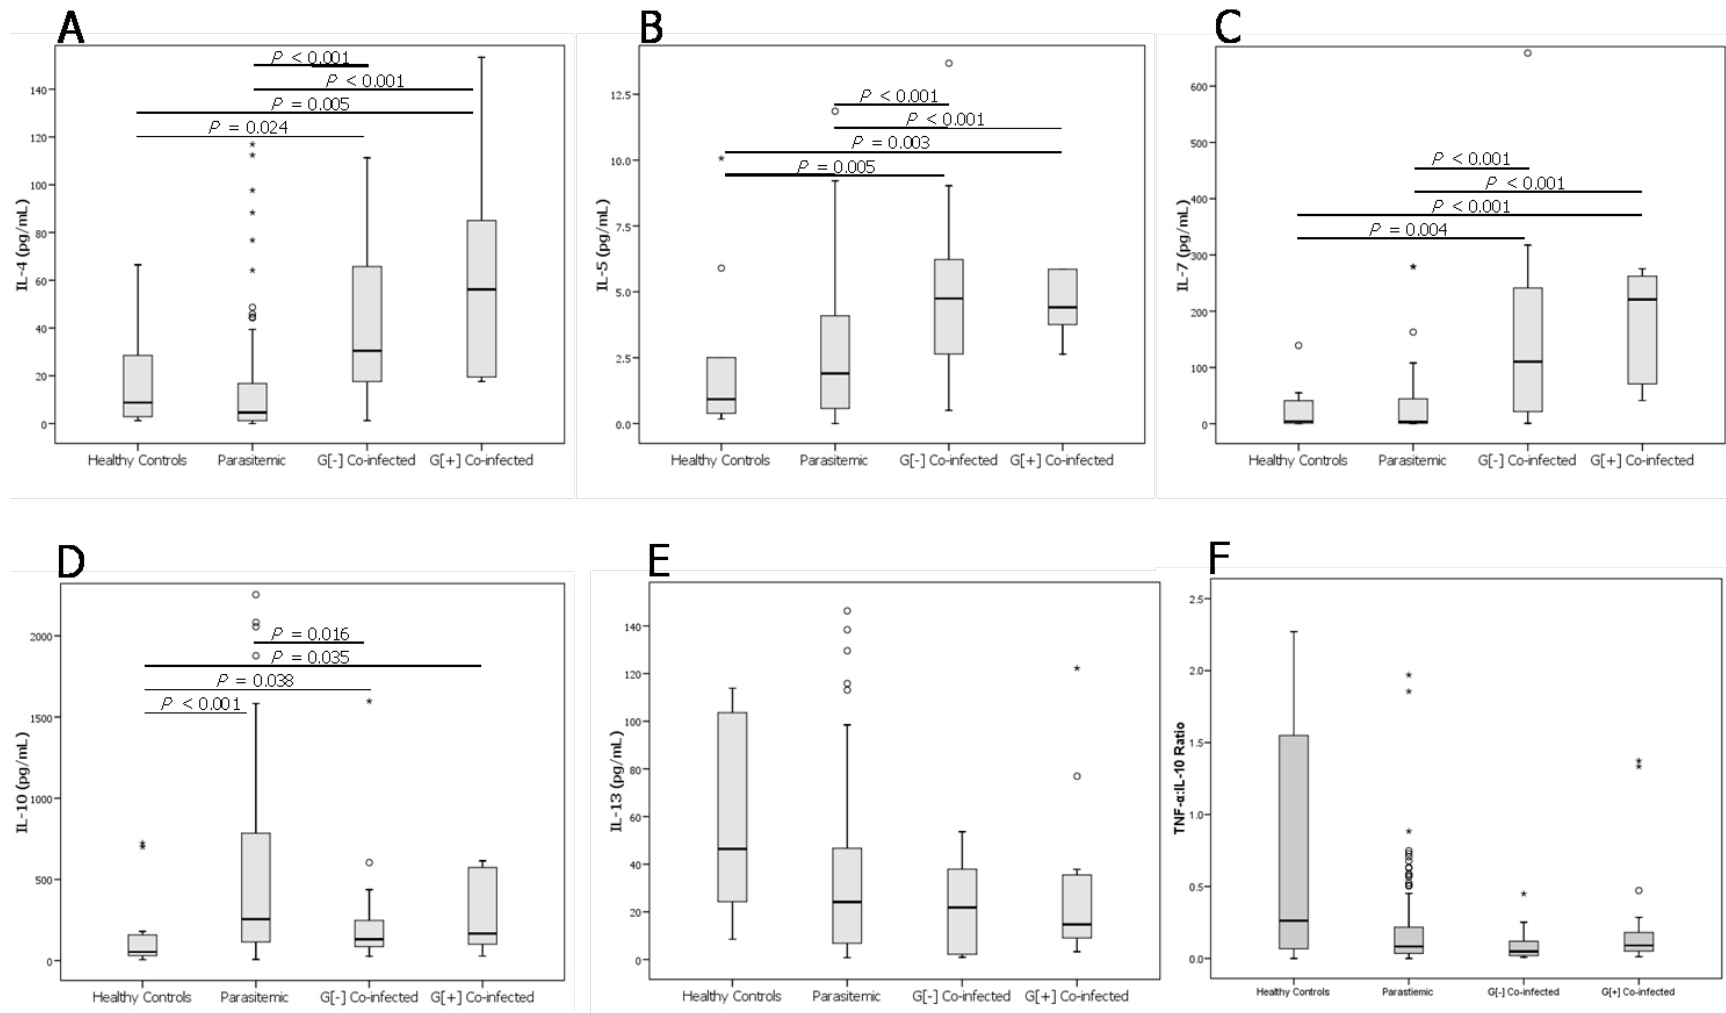 A
IL-4 (pg/mL)
140
120
100
80
60
40
20
0
P < 0.001
P < 0.001
P = 0.005
P = 0.024
Healthy Controls
Parasitemic
G[-] Co-infected
G[+] Co-infected
B
IL-5 (pg/mL)
12.5
10.0
7.5
5.0
2.5
0.0
P < 0.001
P < 0.001
P = 0.003
P = 0.005
Healthy Controls
Parasitemic
G[-] Co-infected
G[+] Co-infected
C
IL-7 (pg/mL)
600
500
400
300
200
100
0
P < 0.001
P < 0.001
P < 0.001
P = 0.004
Healthy Controls
Parasitemic
G[-] Co-infected
G[+] Co-infected
D
IL-10 (pg/mL)
2000
1500
1000
500
0
P = 0.016
P = 0.035
P = 0.038
P < 0.001
Healthy Controls
Parasitemic
G[-] Co-infected
G[+] Co-infected
E
IL-13 (pg/mL)
140
120
100
80
60
40
20
0
Healthy Controls
Parasitemic
G[-] Co-infected
G[+] Co-infected
F
TNF-α:IL-10 Ratio
2.5
2.0
1.5
1.0
0.5
0.0
Healthy Controls
Parastiemic
G[-] Co-infected
G[+] Co-infected